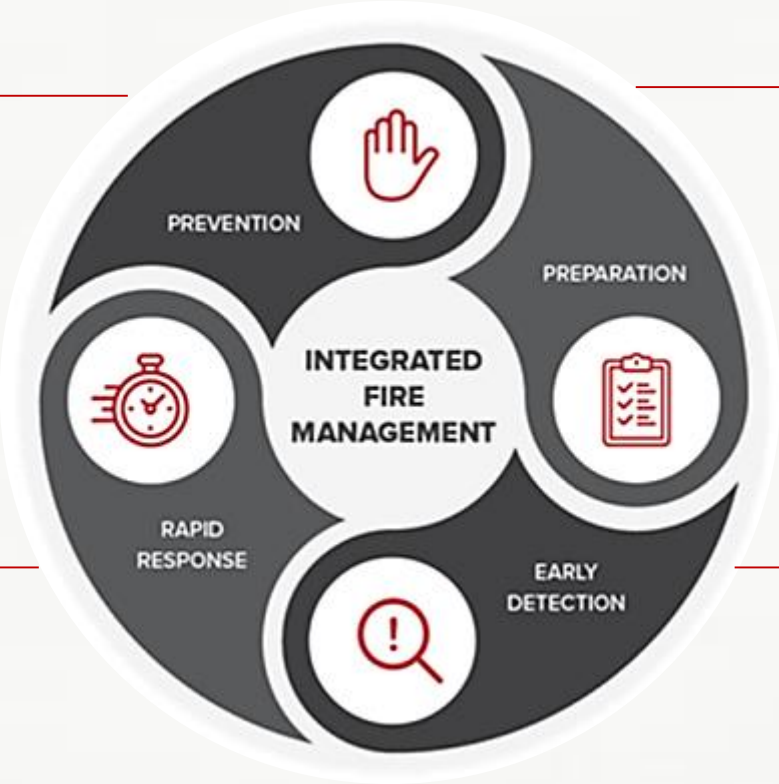 PREVENTION
PREPARATION
INTEGRATED
FIRE
MANAGEMENT
RAPID
RESPONSE
EARLY
DETECTION